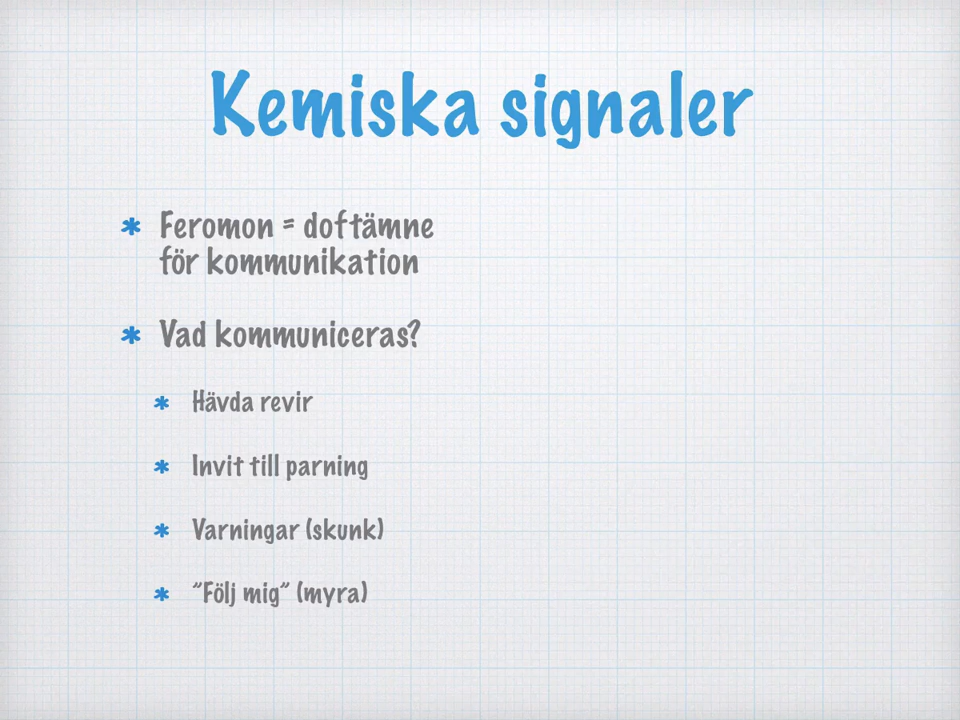 Kemiska signaler
* Feromon = doftämne
för kommunikation
* Vad kommuniceras?
* Hävda revir
* Invit till parning
* Varningar (skunk)
* ”Följ mig” (myra)